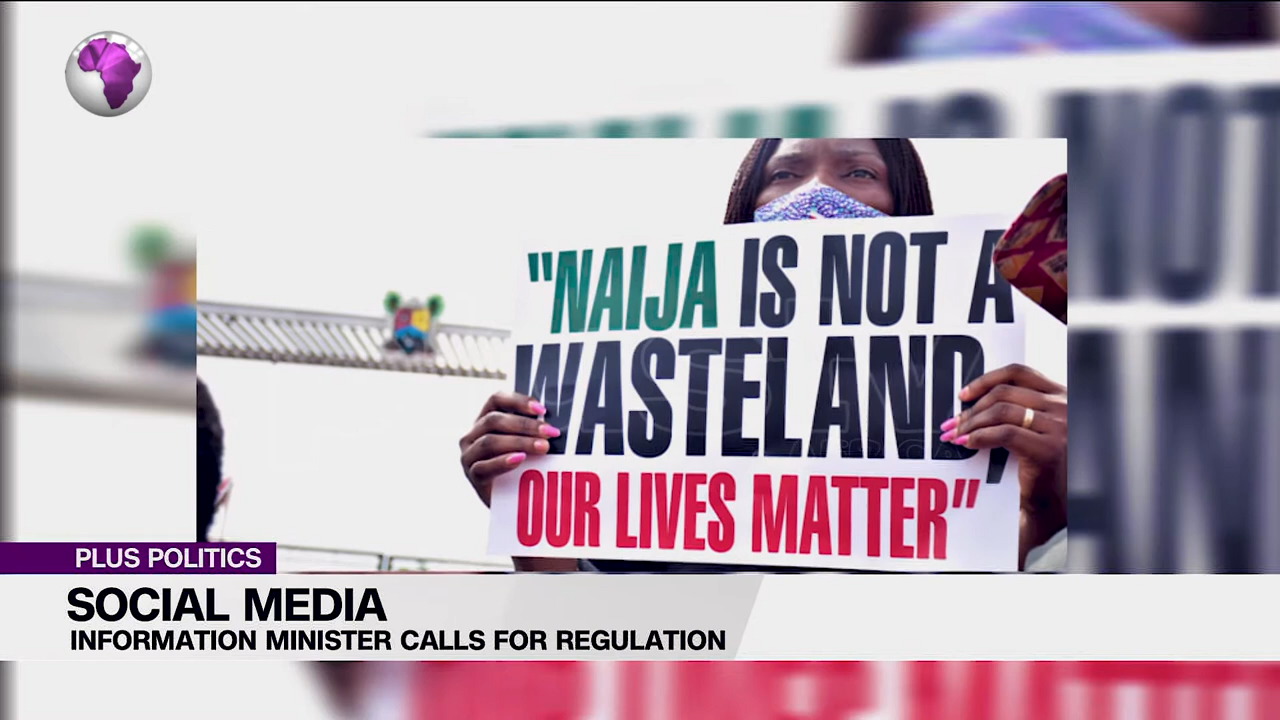 "NAIJA IS NOT A
WASTELAND,
OUR LIVES MATTER"
PLUS POLITICS
SOCIAL MEDIA
INFORMATION MINISTER CALLS FOR REGULATION